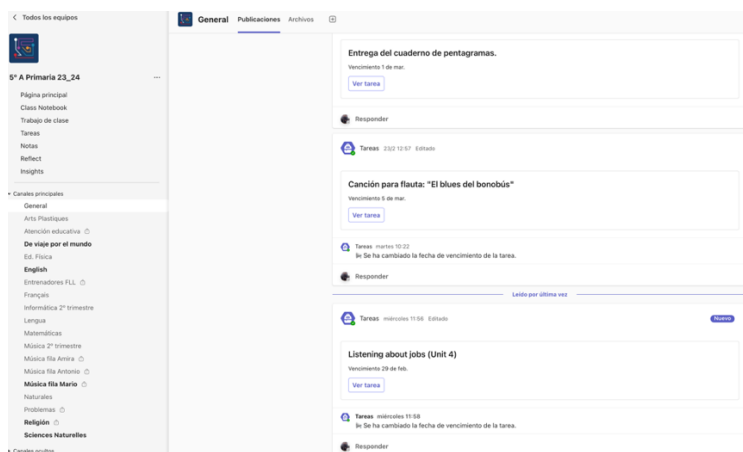 Todos los equipos
5º A Primaria 23_24
Página principal
Class Notebook
Trabajo de clase
Tareas
Notas
Reflect
Insights
Canales principales
General
Arts Plastiques
Atención educativa
De viaje por el mundo
Ed. Física
English
Entrenadores FLL
Français
Informática 2º trimestre
Lengua
Matemáticas
Música 2º trimestre
Música fila Amira
Música fila Antonio
Música fila Mario
Naturales
Problemas
Religión
Sciences Naturelles
Canales ocultos
General Publicaciones Archivos
Entrega del cuaderno de pentagramas.
Vencimiento 1 de mar.
Ver tarea
Responder
Tareas 23/2 12:57 Editado
Canción para flauta: "El blues del bonobús"
Vencimiento 5 de mar.
Ver tarea
Tareas martes 10:22
Se ha cambiado la fecha de vencimiento de la tarea.
Responder
Leído por última vez
Tareas miércoles 11:56 Editado Nuevo
Listening about jobs (Unit 4)
Vencimiento 29 de feb.
Ver tarea
Tareas miércoles 11:58
Se ha cambiado la fecha de vencimiento de la tarea.
Responder